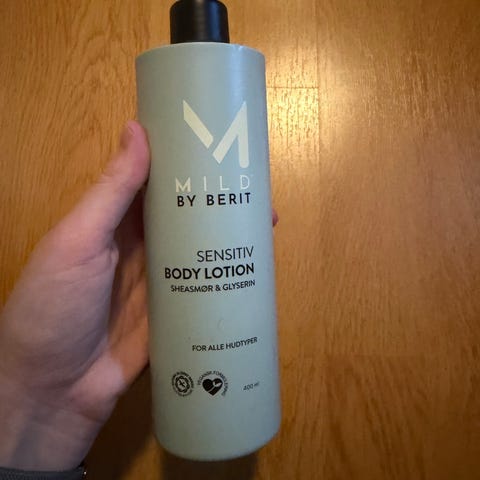 MILD
BY BERIT
SENSITIV
BODY LOTION
SHEASMØR & GLYSERIN
FOR ALLE HUDTYPER
400 ml